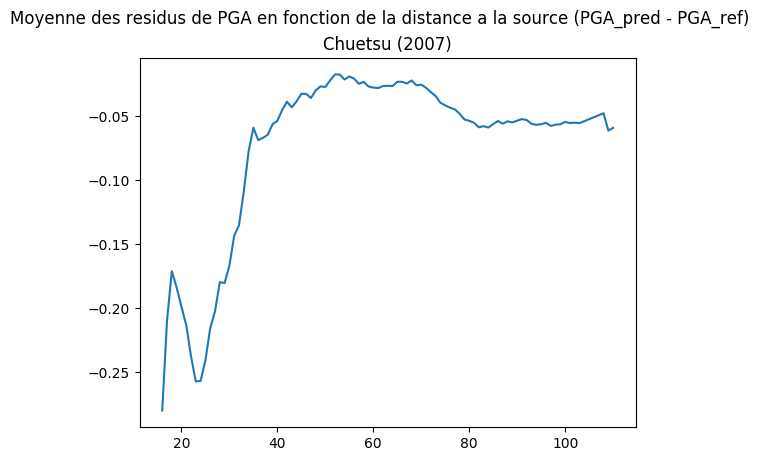 Moyenne des residus de PGA en fonction de la distance a la source (PGA_pred - PGA_ref)
Chuetsu (2007)
−0.05
−0.10
−0.15
−0.20
−0.25
20 40 60 80 100